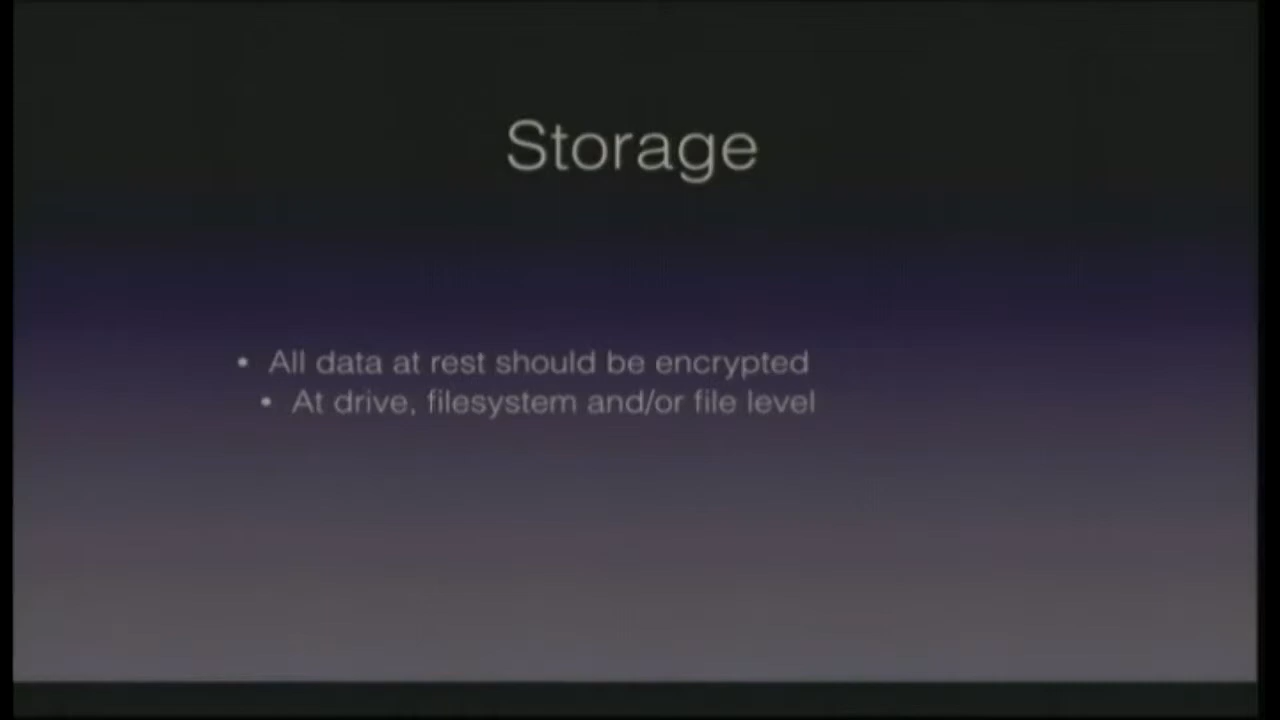 Storage
• All data at rest should be encrypted
• At drive, filesystem and/or file level